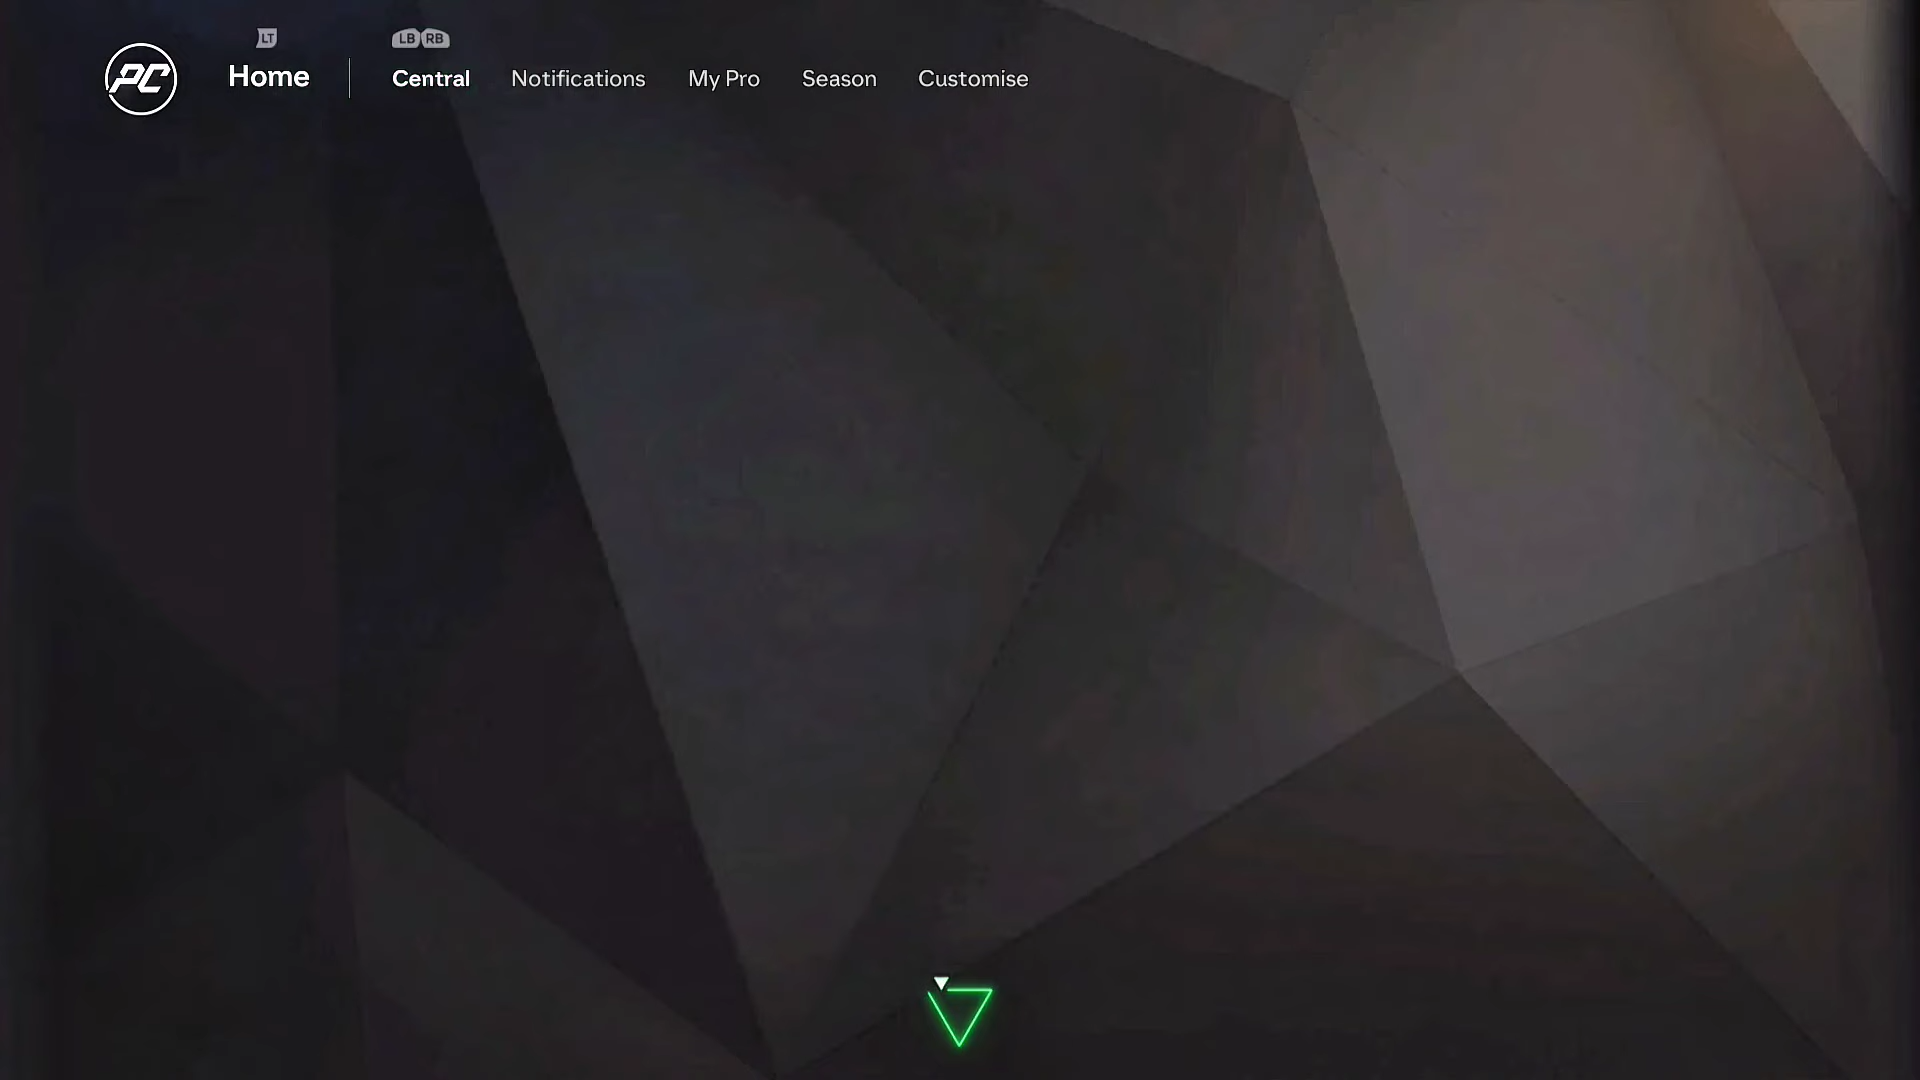 LT
LB RB
PC
Home
Central
Notifications
My Pro
Season
Customise